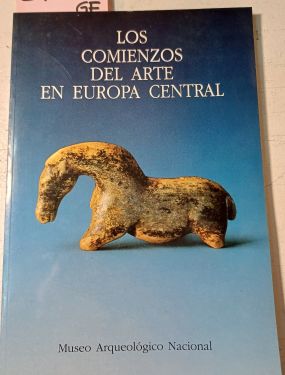 LOS
COMIENZOS
DEL ARTE
EN EUROPA CENTRAL
Museo Arqueológico Nacional